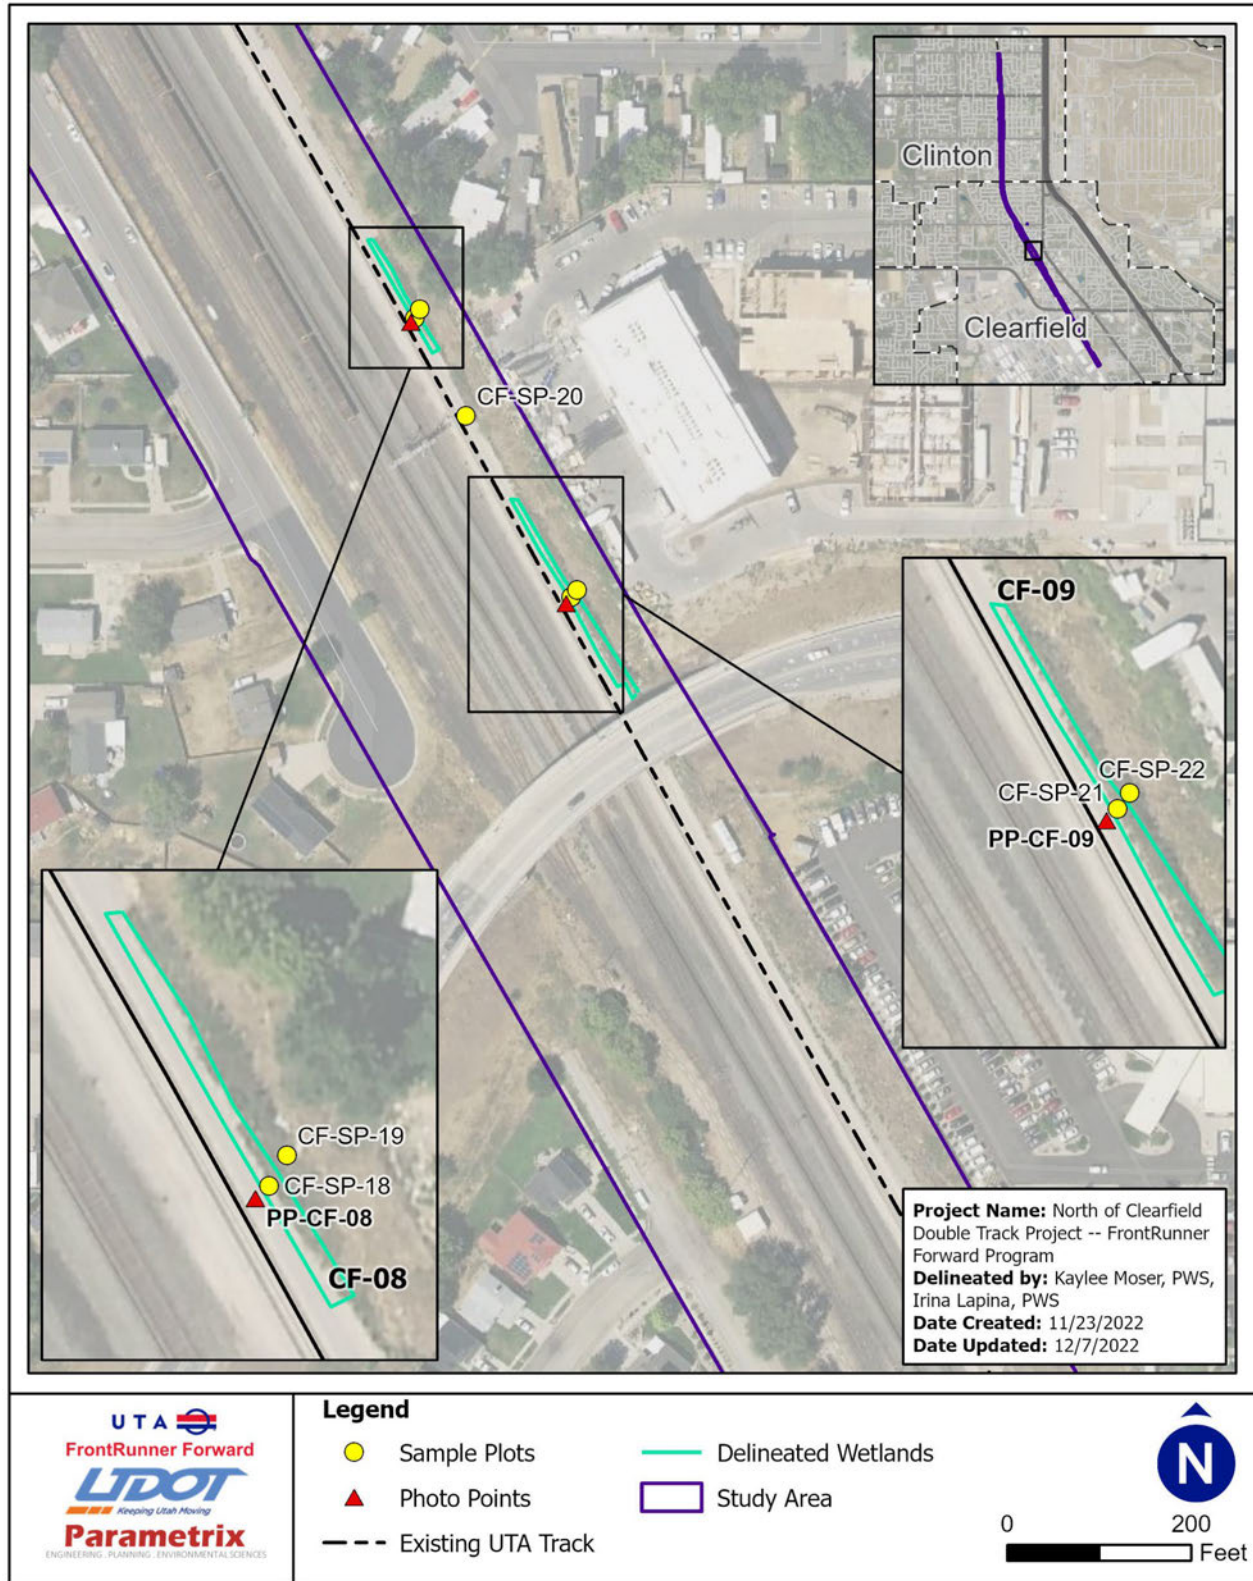 Clinton
Clearfield
CF-SP-20
CF-09
CF-SP-22
CF-SP-21
PP-CF-09
CF-SP-19
CF-SP-18
PP-CF-08
CF-08
Project Name: North of Clearfield
Double Track Project -- FrontRunner
Forward Program
Delineated by: Kaylee Moser, PWS,
Irina Lapina, PWS
Date Created: 11/23/2022
Date Updated: 12/7/2022
UTA
FrontRunner Forward
UDOT
Keeping Utah Moving
Parametrix
ENGINEERING . PLANNING . ENVIRONMENTAL SCIENCES
Legend
Sample Plots
Photo Points
Existing UTA Track
Delineated Wetlands
Study Area
N
0 200
Feet